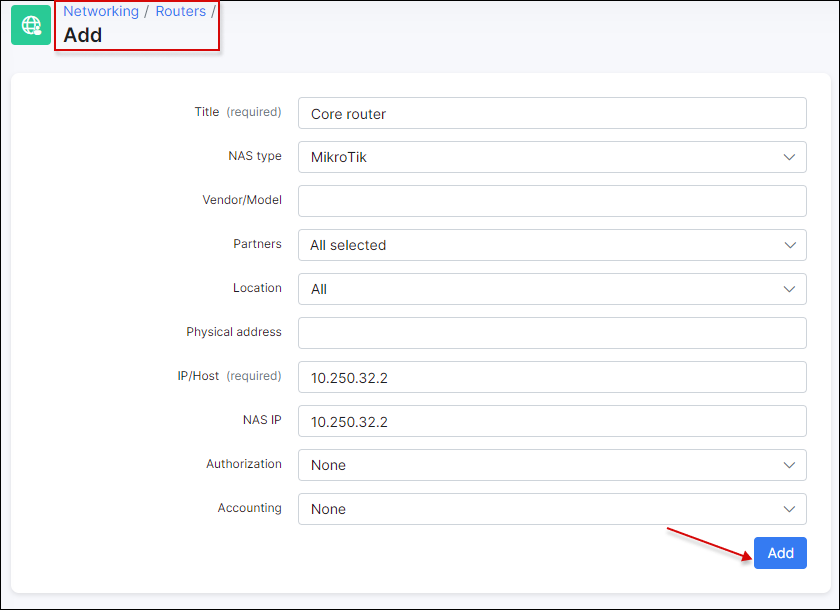 Networking / Routers /
Add
Title (required) Core router
NAS type MikroTik
Vendor/Model
Partners All selected
Location All
Physical address
IP/Host (required) 10.250.32.2
NAS IP 10.250.32.2
Authorization None
Accounting None
Add